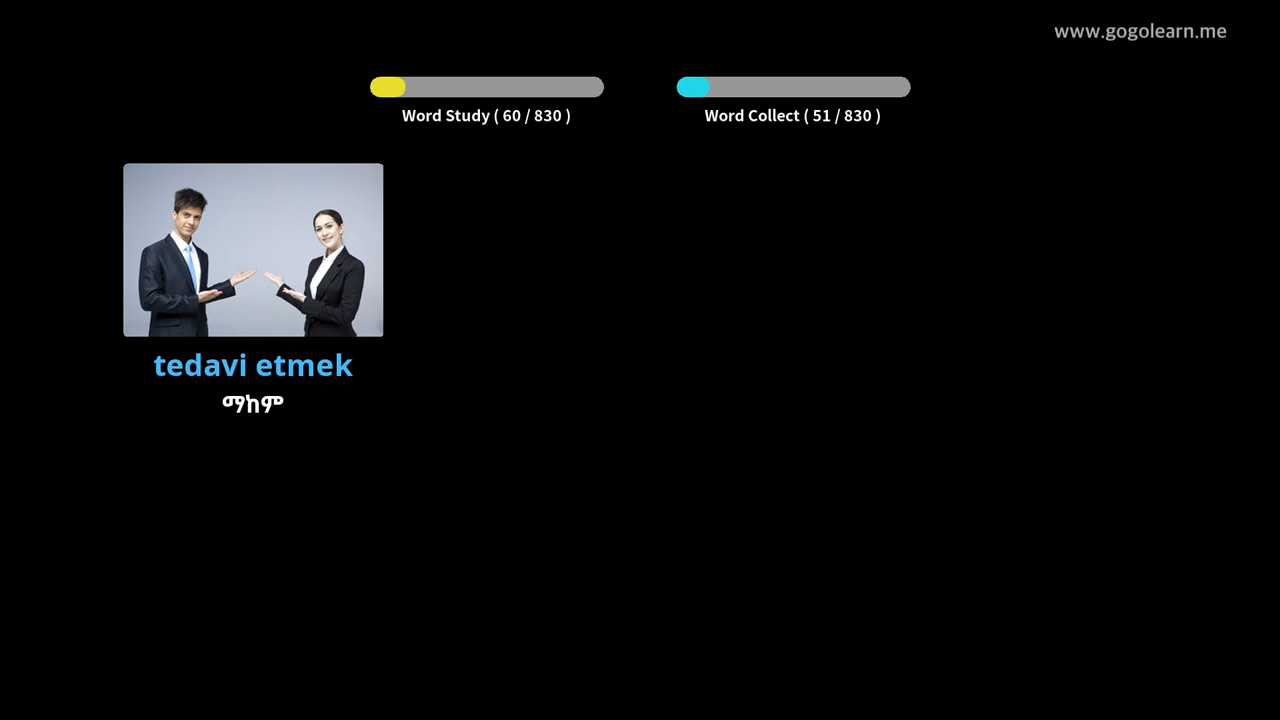 www.gogolearn.me
Word Study ( 60 / 830 )
Word Collect ( 51 / 830 )
tedavi etmek
ማከም